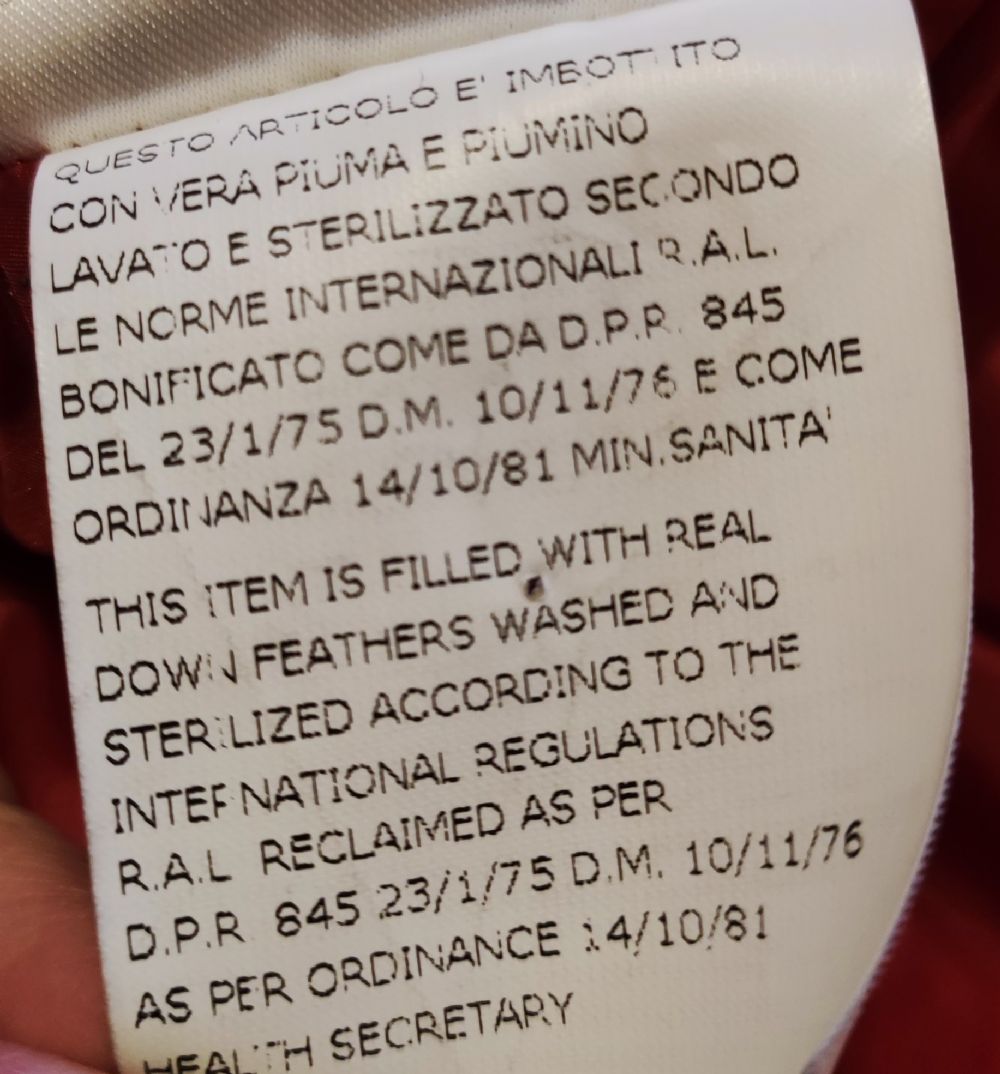 QUESTO ARTICOLO E' IMBOTTITO
CON VERA PIUMA E PIUMINO
LAVATO E STERILIZZATO SECONDO
LE NORME INTERNAZIONALI R.A.L.
BONIFICATO COME DA D.P.R. 845
DEL 23/1/75 D.M. 10/11/76 E COME
ORDINANZA 14/10/81 MIN.SANITA'
THIS ITEM IS FILLED WITH REAL
DOWN FEATHERS WASHED AND
STERILIZED ACCORDING TO THE
INTERNATIONAL REGULATIONS
R.A.L RECLAIMED AS PER
D.P.R 845 23/1/75 D.M. 10/11/76
AS PER ORDINANCE 14/10/81
HEALTH SECRETARY